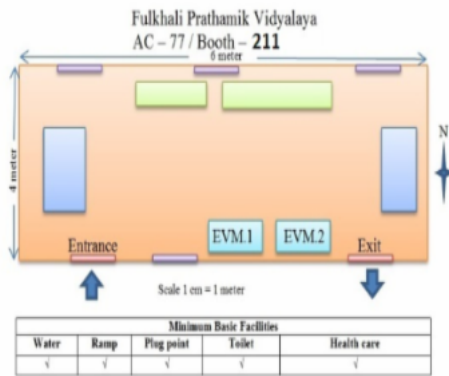 Fulkhali Prathamik Vidyalaya
AC – 77 / Booth – 211
6 meter
4 meter
N
EVM.1 EVM.2
Entrance Exit
Scale 1 cm = 1 meter
Minimum Basic Facilities
Water Ramp Plug point Toilet Health care
√ √ √ √ √